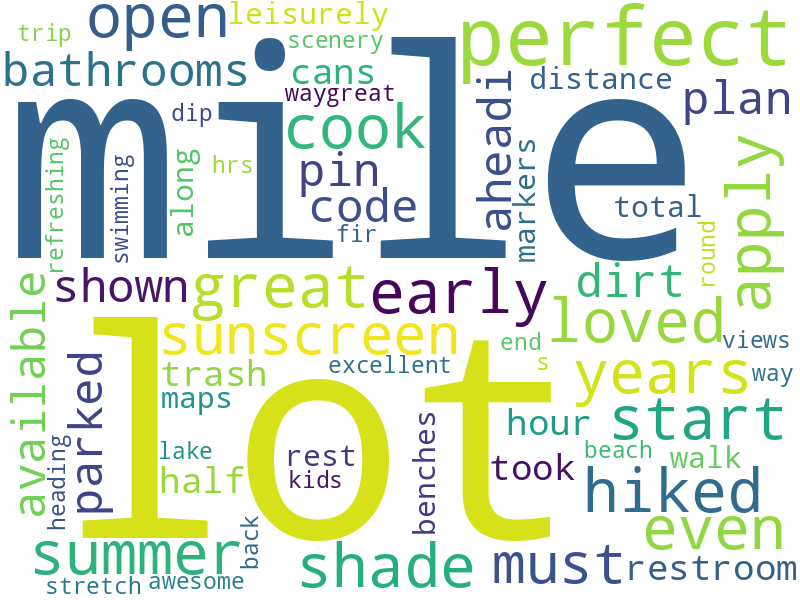 trip
open
leisurely
scenery
perfect
bathrooms
cans
waygreat
distance
plan
mile
dip
cook
aheadi
refreshing
swimming
along
hrs
pin
code
fir
markers
total
apply
round
available
shown
great
early
dirt
loved
sunscreen
end
views
excellent
s
years
way
parked
trash
maps
lot
hour
start
lake
rest
kids
half
benches
took
beach
walk
heading
hiked
even
back
summer
shade
must
restroom
stretch
awesome